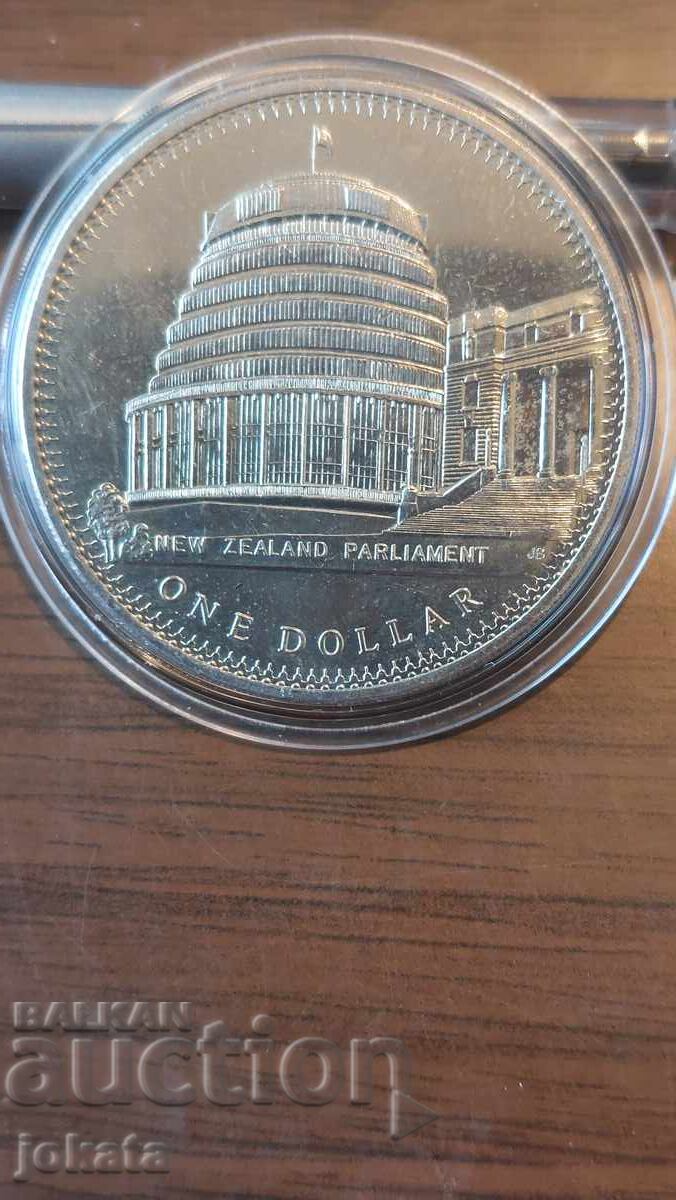 NEW ZEALAND PARLIAMENT JB
ONE DOLLAR
BALKAN
auction
jokata